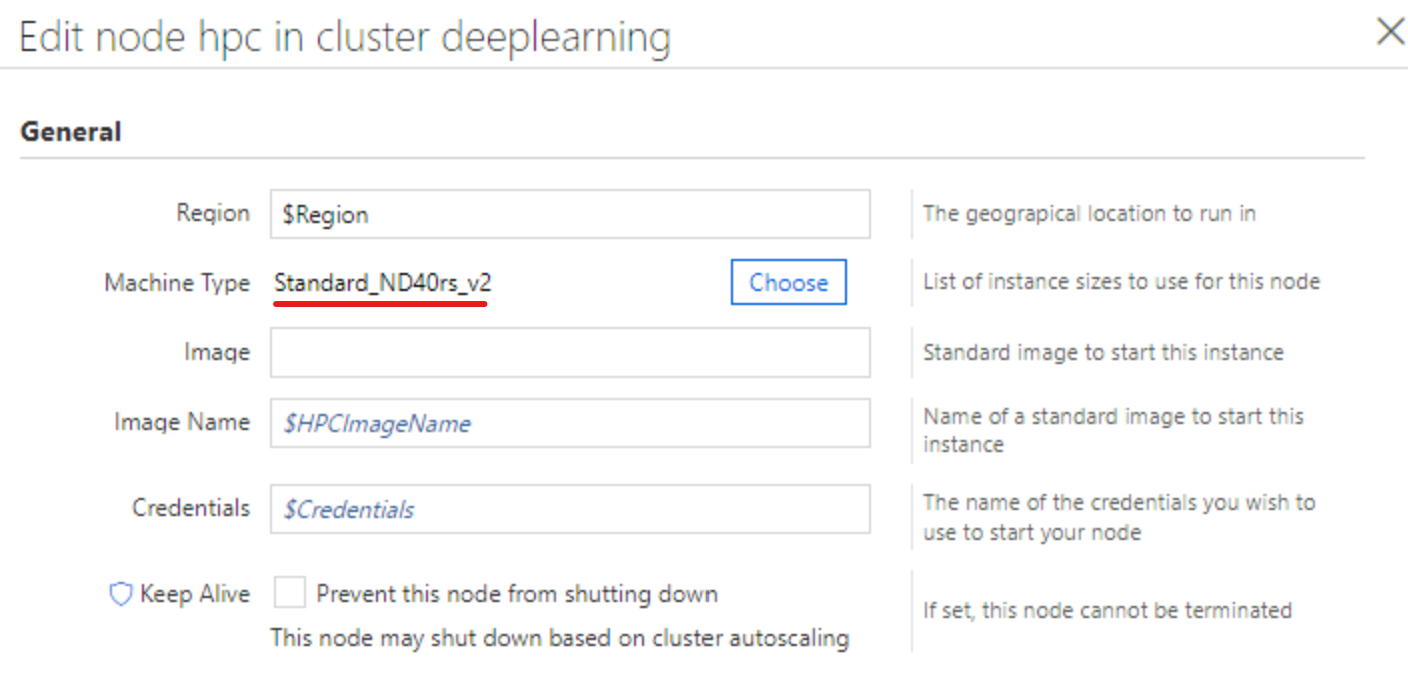 Edit node hpc in cluster deeplearning
General
Region $Region The geograpical location to run in
Machine Type Standard_ND40rs_v2 Choose List of instance sizes to use for this node
Image Standard image to start this instance
Image Name $HPCImageName Name of a standard image to start this
instance
Credentials $Credentials The name of the credentials you wish to
use to start your node
Keep Alive Prevent this node from shutting down
This node may shut down based on cluster autoscaling
If set, this node cannot be terminated